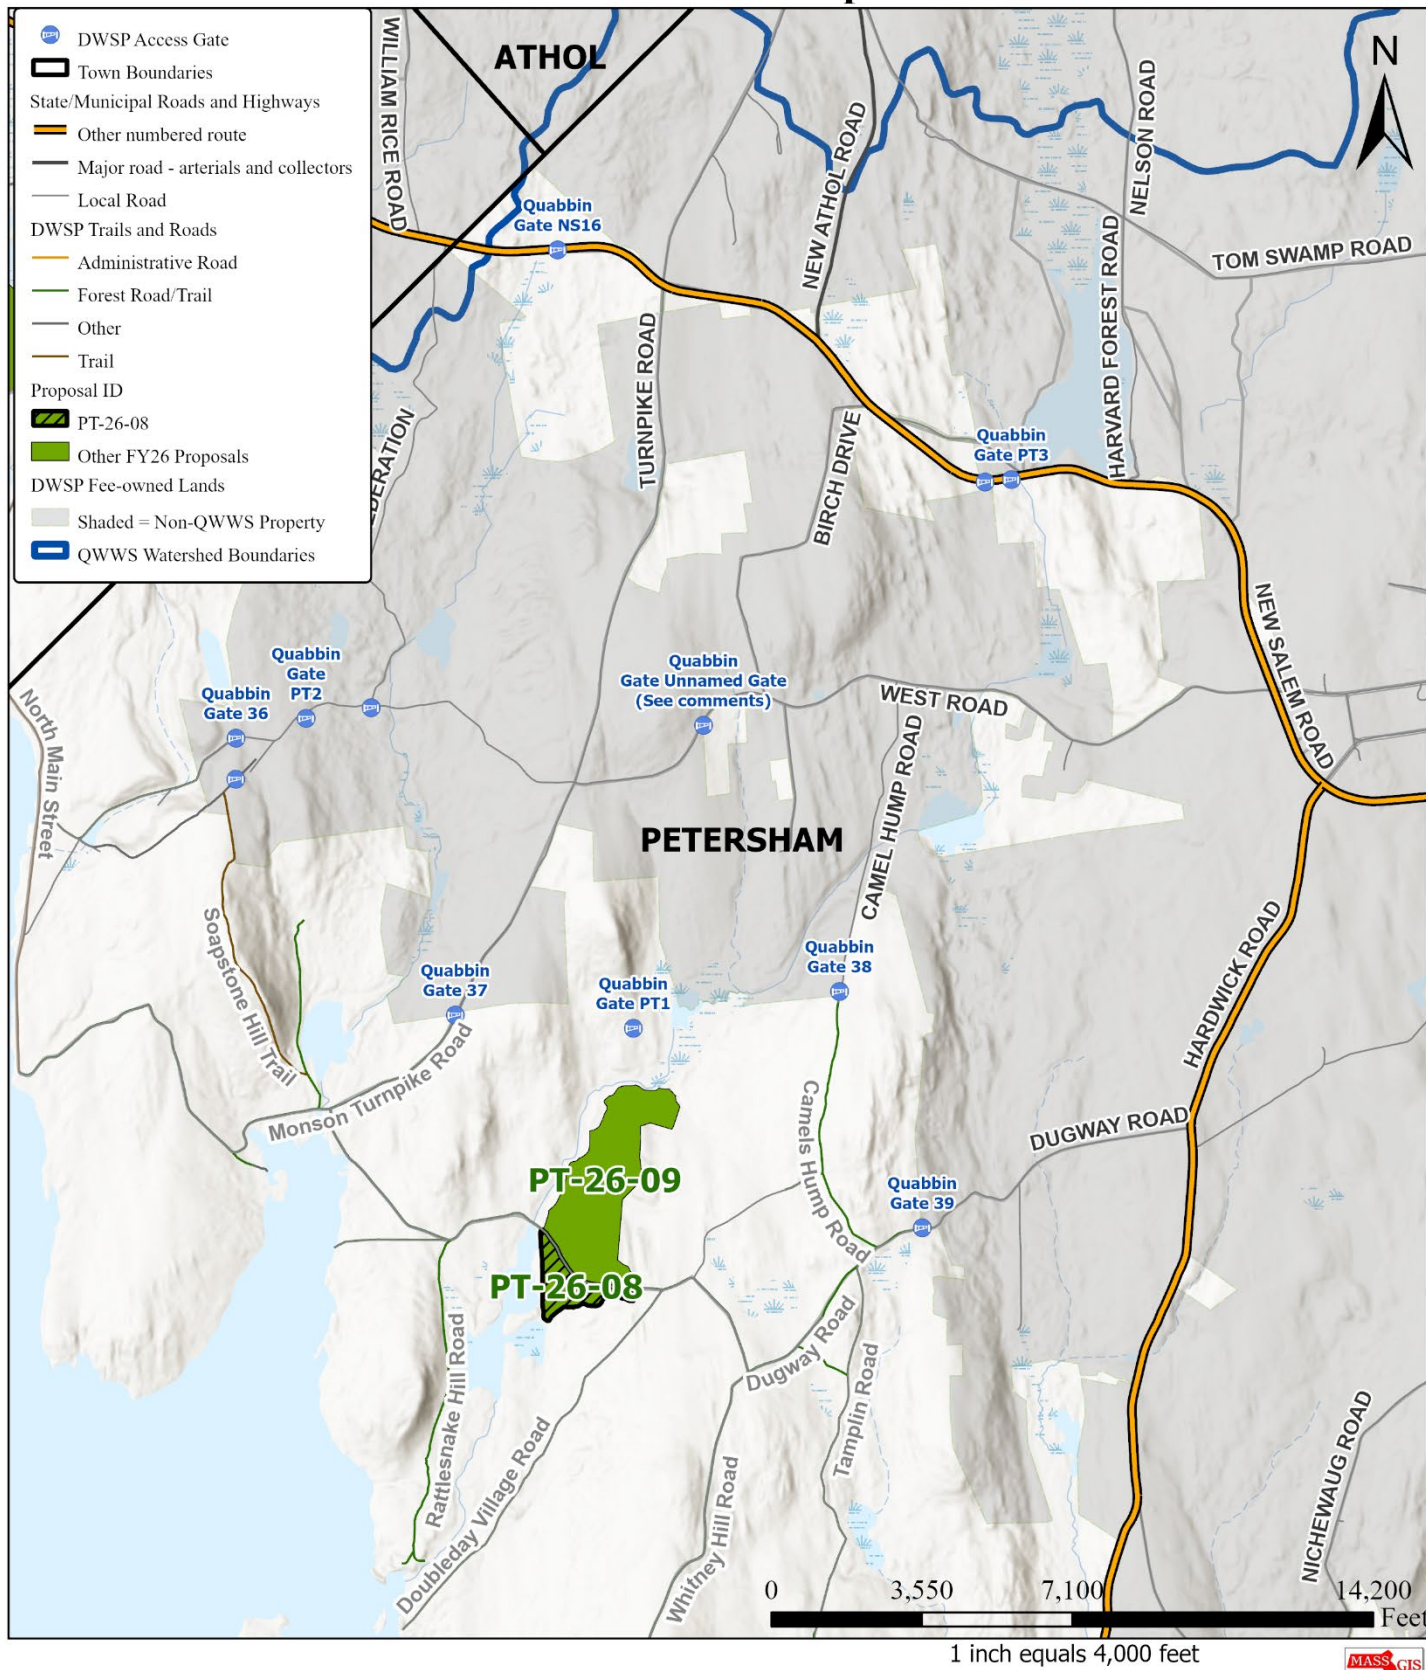 DWSP Access Gate
Town Boundaries
State/Municipal Roads and Highways
Other numbered route
Major road - arterials and collectors
Local Road
DWSP Trails and Roads
Administrative Road
Forest Road/Trail
Other
Trail
Proposal ID
PT-26-08
Other FY26 Proposals
DWSP Fee-owned Lands
Shaded = Non-QWWS Property
QWWS Watershed Boundaries
WILLIAM RICE ROAD
ATHOL
N
NELSON ROAD
NEW ATHOL ROAD
Quabbin
Gate NS16
TOM SWAMP ROAD
HARVARD FOREST ROAD
TURNPIKE ROAD
BIRCH DRIVE
Quabbin
Gate PT3
NEW SALEM ROAD
Quabbin
Gate
PT2
Quabbin
Gate 36
Quabbin
Gate Unnamed Gate
(See comments)
WEST ROAD
North Main Street
CAMEL HUMP ROAD
PETERSHAM
Soapstone Hill Trail
Quabbin
Gate 37
Quabbin
Gate PT1
Quabbin
Gate 38
HARDWICK ROAD
Monson Turnpike Road
Camels Hump Road
DUGWAY ROAD
PT-26-09
Quabbin
Gate 39
PT-26-08
Rattlesnake Hill Road
Dugway Road
Tamplin Road
Doubleday Village Road
Whitney Hill Road
NICHEWAUG ROAD
0 3,550 7,100 14,200
Feet
1 inch equals 4,000 feet
MASS GIS